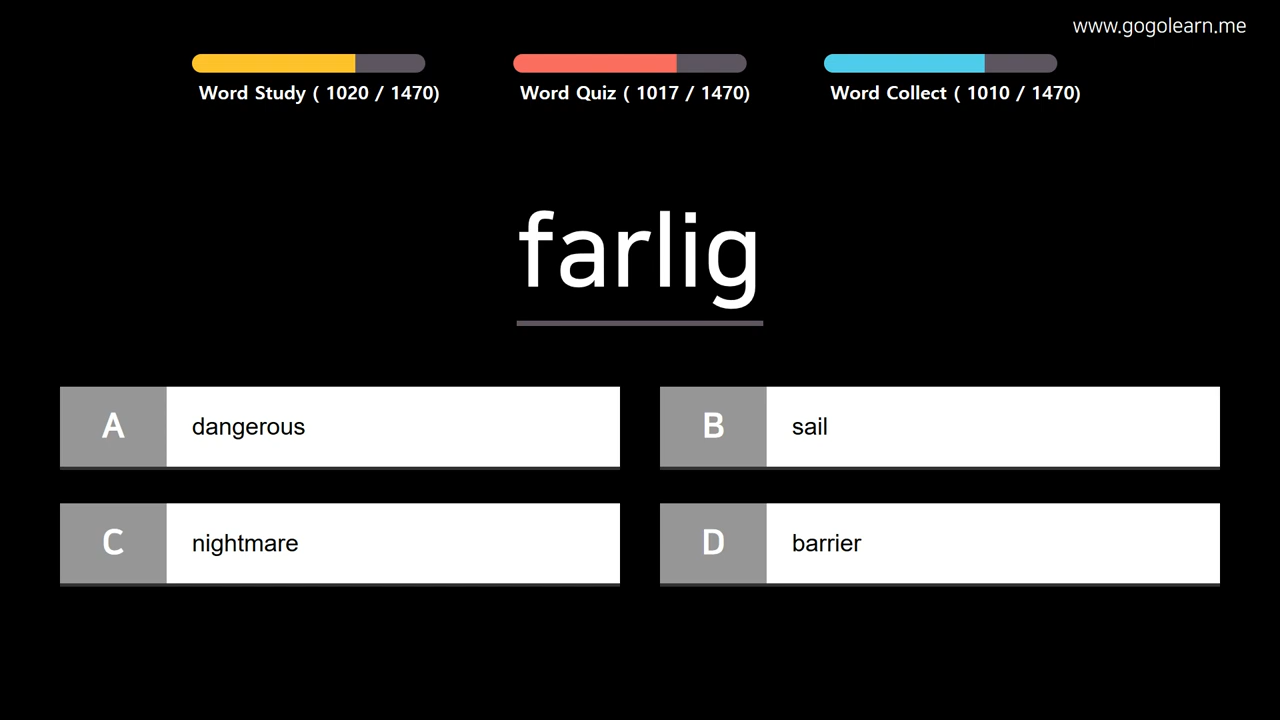 www.gogolearn.me
Word Study ( 1020 / 1470)
Word Quiz ( 1017 / 1470)
Word Collect ( 1010 / 1470)
farlig
A dangerous
B sail
C nightmare
D barrier